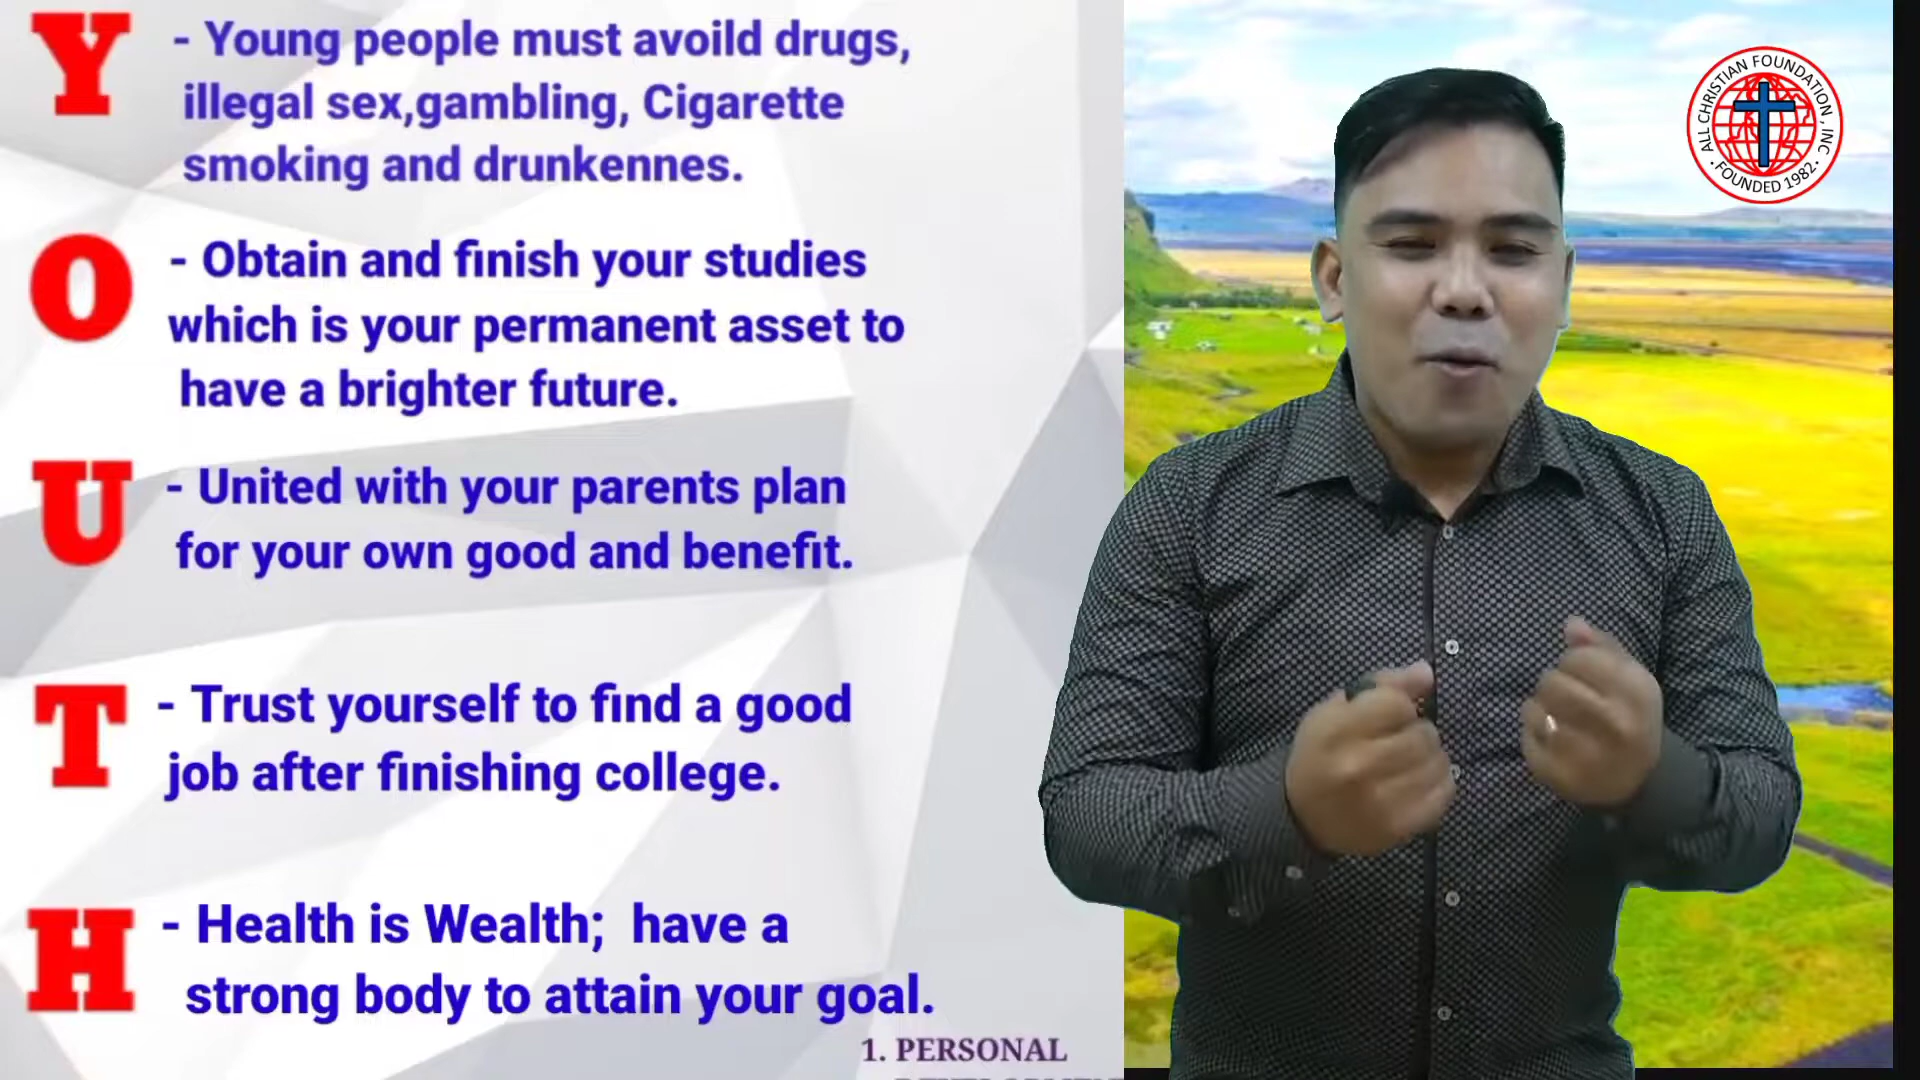 Y
- Young people must avoild drugs,
illegal sex,gambling, Cigarette
smoking and drunkennes.
O
- Obtain and finish your studies
which is your permanent asset to
have a brighter future.
U
- United with your parents plan
for your own good and benefit.
T
- Trust yourself to find a good
job after finishing college.
H
- Health is Wealth; have a
strong body to attain your goal.
1. PERSONAL
ALL CHRISTIAN FOUNDATION, INC
• FOUNDED 1982 •